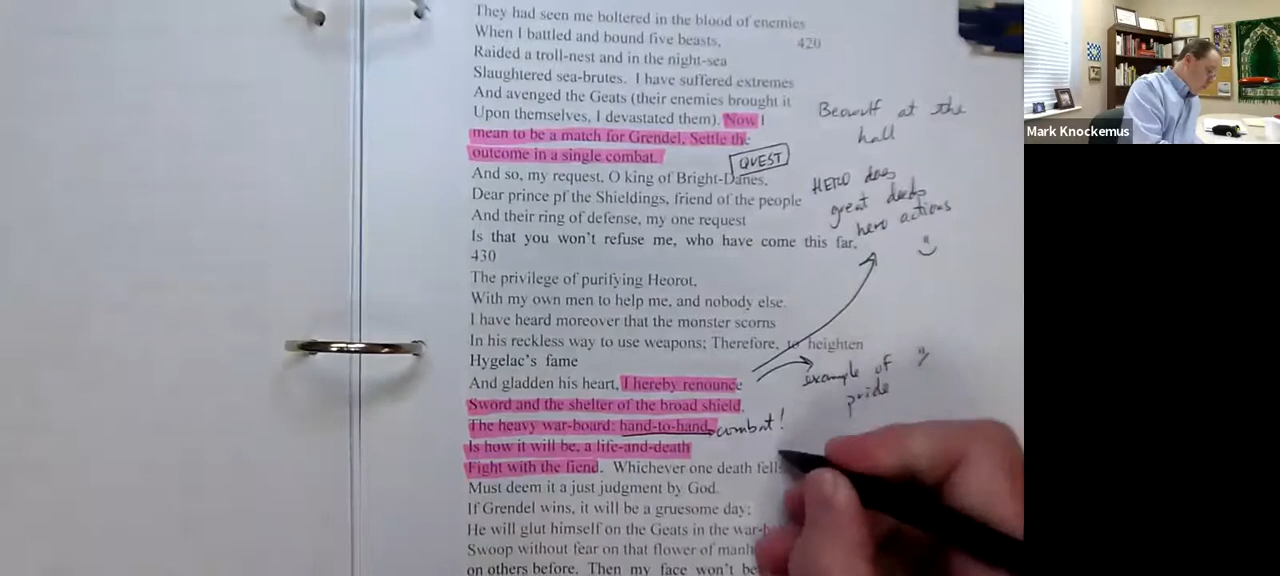 They had seen me boltered in the blood of enemies
When I battled and bound five beasts,
420
Raided a troll-nest and in the night-sea
Slaughtered sea-brutes. I have suffered extremes
And avenged the Geats (their enemies brought it
Upon themselves, I devastated them). Now I
mean to be a match for Grendel, Settle the
outcome in a single combat.
QUEST
And so, my request, O king of Bright-Danes,
Dear prince pf the Shieldings, friend of the people
And their ring of defense, my one request
Is that you won't refuse me, who have come this far,
430
The privilege of purifying Heorot,
With my own men to help me, and nobody else.
I have heard moreover that the monster scorns
In his reckless way to use weapons; Therefore, to heighten
Hygelac's fame
And gladden his heart, I hereby renounce
Sword and the shelter of the broad shield,
The heavy war-board: hand-to-hand combat!
Is how it will be, a life-and-death
Fight with the fiend. Whichever one death fells
Must deem it a just judgment by God.
If Grendel wins, it will be a gruesome day;
He will glut himself on the Geats in the war-h
Swoop without fear on that flower of manh
on others before. Then my face won't be
Beowulf at the
hall
HERO does
great deeds
hero actions
example of
pride
Mark Knockemus